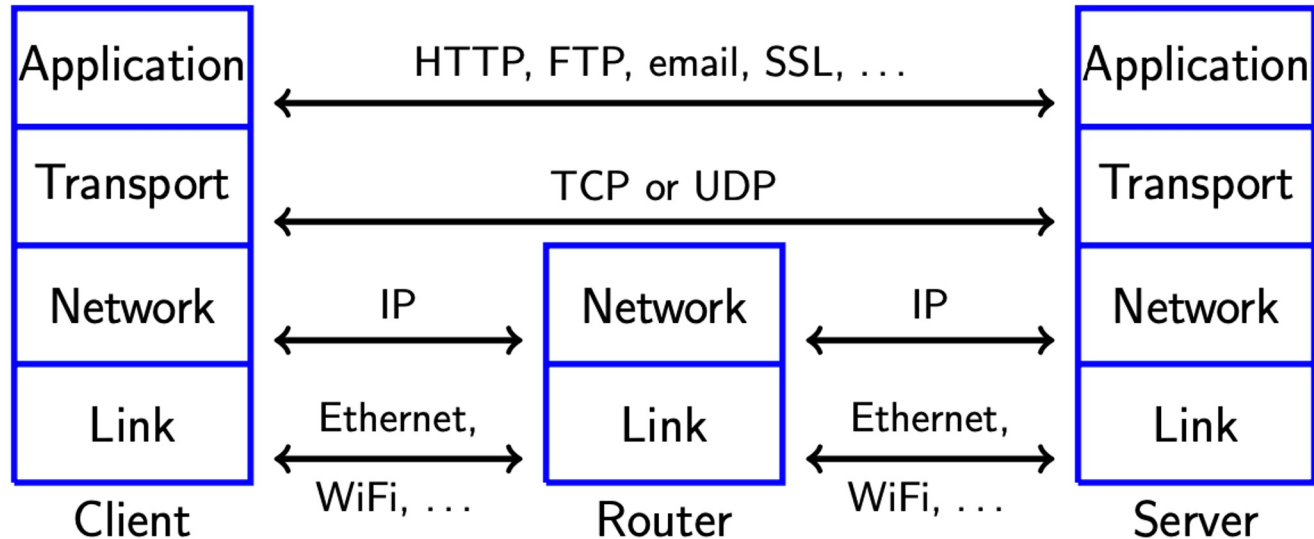 Application
HTTP, FTP, email, SSL, ...
Application
Transport
TCP or UDP
Transport
Network
IP
Network
IP
Network
Link
Ethernet,
WiFi, ...
Link
Ethernet,
WiFi, ...
Link
Client
Router
Server